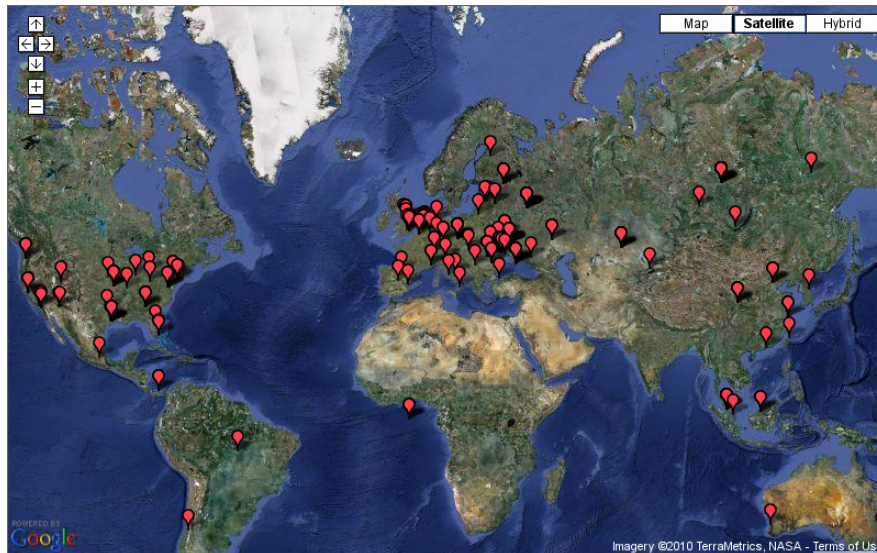 Map Satellite Hybrid
POWERED BY
Google
Imagery ©2010 TerraMetrics, NASA - Terms of Us